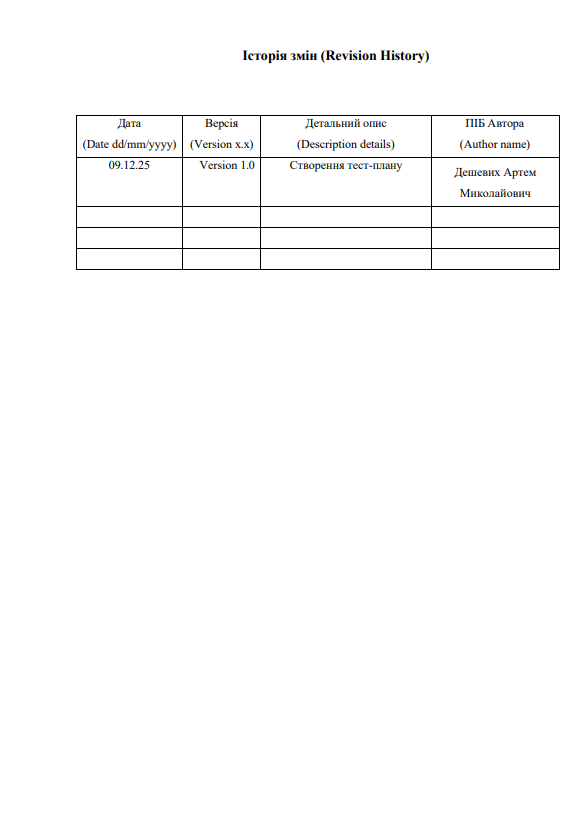 Історія змін (Revision History)
Дата Версія Детальний опис ПІБ Автора
(Date dd/mm/yyyy) (Version x.x) (Description details) (Author name)
09.12.25 Version 1.0 Створення тест-плану Дешевих Артем
Миколайович